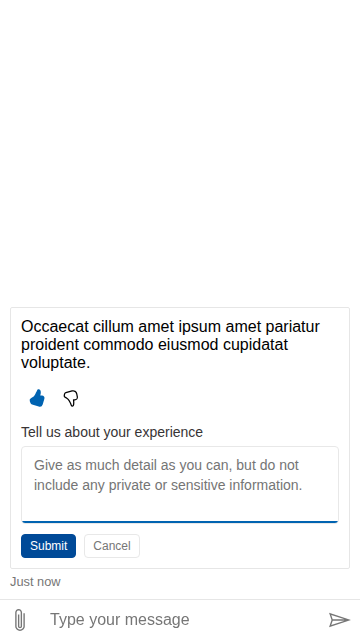 Occaecat cillum amet ipsum amet pariatur
proident commodo eiusmod cupidatat
voluptate.
Tell us about your experience
Give as much detail as you can, but do not
include any private or sensitive information.
Submit Cancel
Just now
Type your message